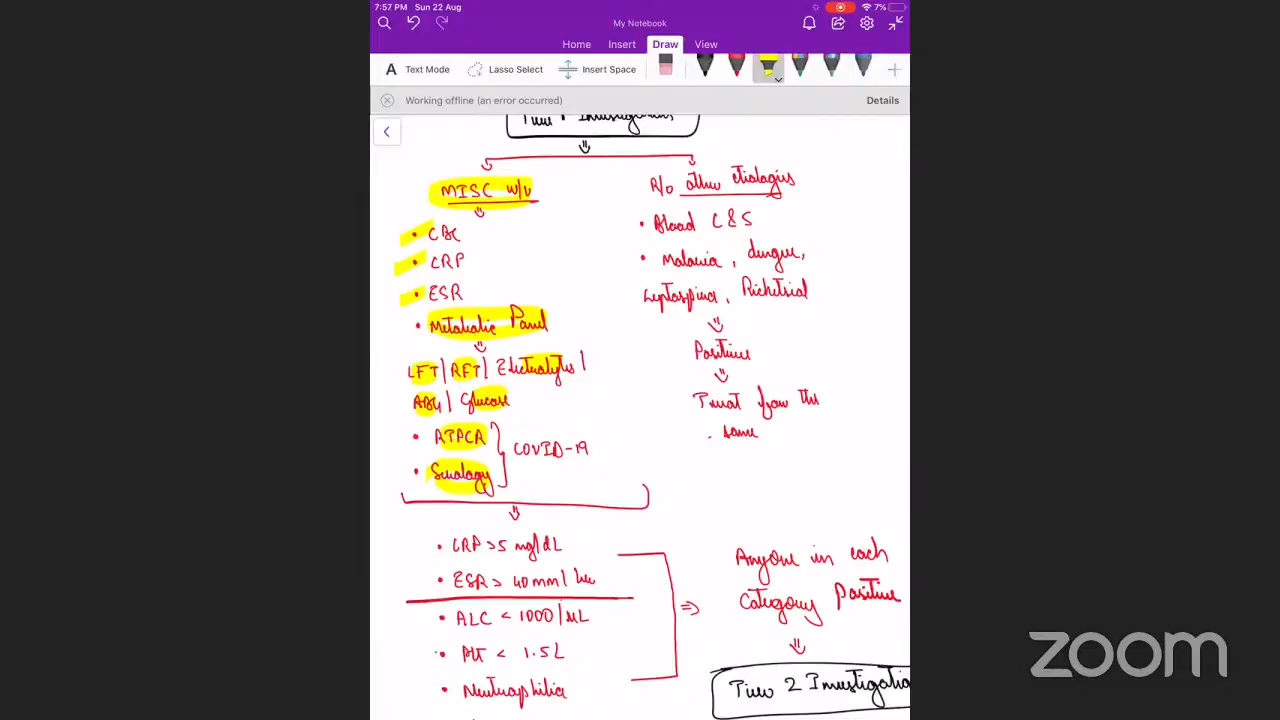 7:57 PM Sun 22 Aug
7%
My Notebook
Home Insert Draw View
A Text Mode Lasso Select Insert Space
Working offline (an error occurred) Details
Tier 1 Investigations
MISC w/u
• CBC
• CRP
• ESR
• Metabolic Panel
LFT | RFT | Electrolytes |
ABG | Glucose
• RTPCR
• Serology
COVID-19
R/o other etiologies
• Blood C&S
• Malaria, dengue,
Leptospira, Rickettsial
Positive
Treat for the
same
• CRP > 5 mg/dL
• ESR > 40 mm/hr
• ALC < 1000/µL
• Plt < 1.5L
• Neutrophilia
Anyone in each
Category Positive
Tier 2 Investigation
zoom